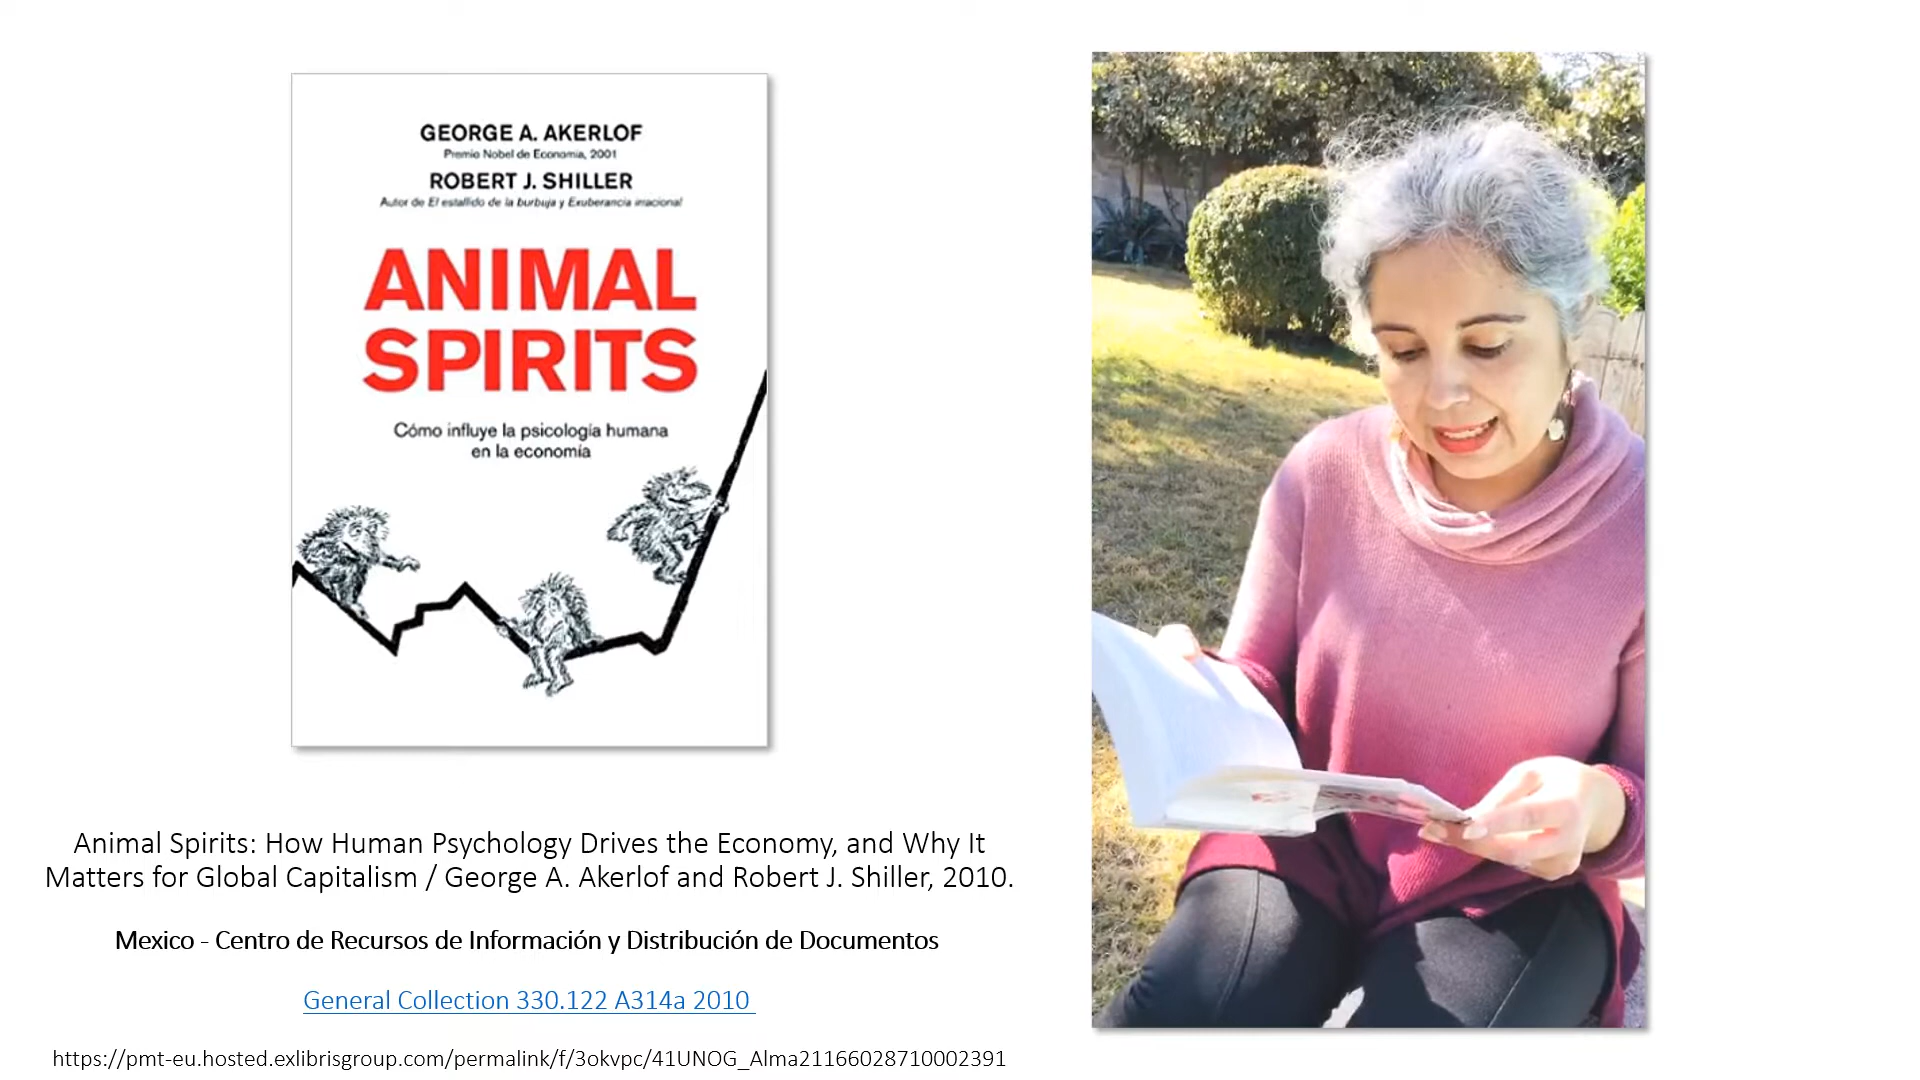 GEORGE A. AKERLOF
Premio Nobel de Economía, 2001
ROBERT J. SHILLER
Autor de El estallido de la burbuja y Exuberancia irracional
ANIMAL
SPIRITS
Cómo influye la psicología humana
en la economía
Animal Spirits: How Human Psychology Drives the Economy, and Why It
Matters for Global Capitalism / George A. Akerlof and Robert J. Shiller, 2010.
Mexico - Centro de Recursos de Información y Distribución de Documentos
General Collection 330.122 A314a 2010
https://pmt-eu.hosted.exlibrisgroup.com/permalink/f/3okvpc/41UNOG_Alma21166028710002391